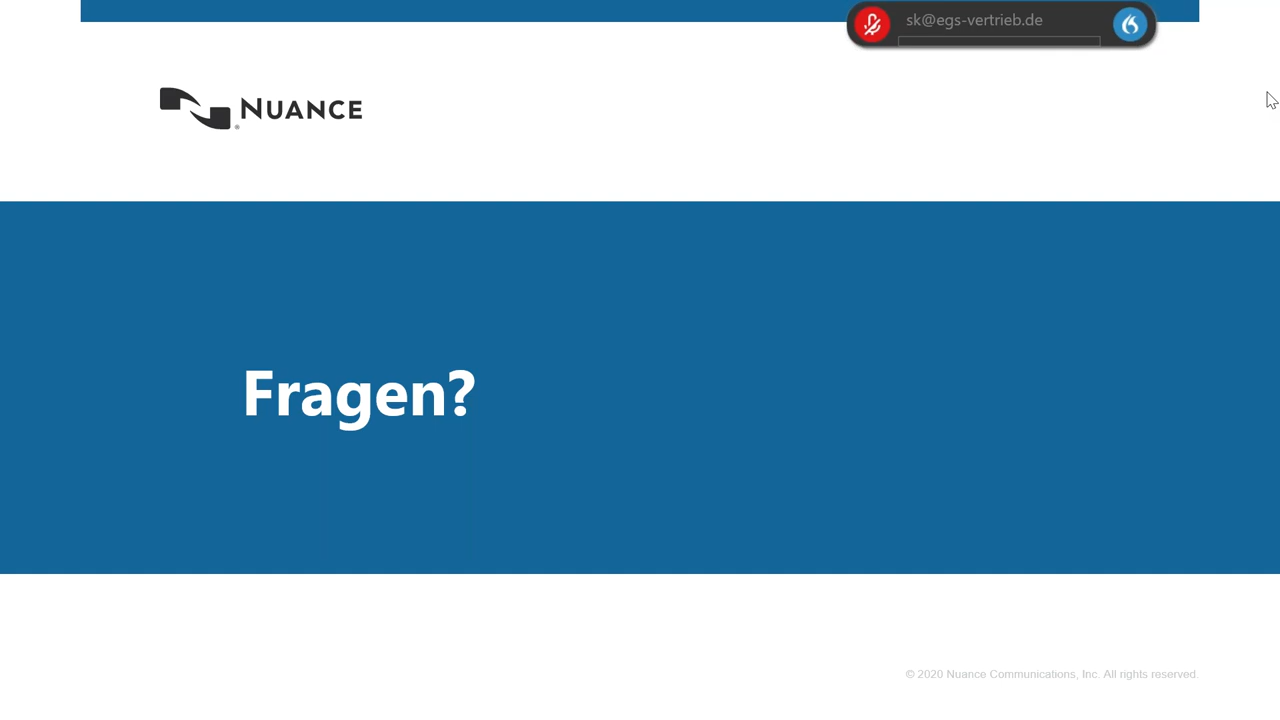 sk@egs-vertrieb.de
NUANCE
®
Fragen?
© 2020 Nuance Communications, Inc. All rights reserved.